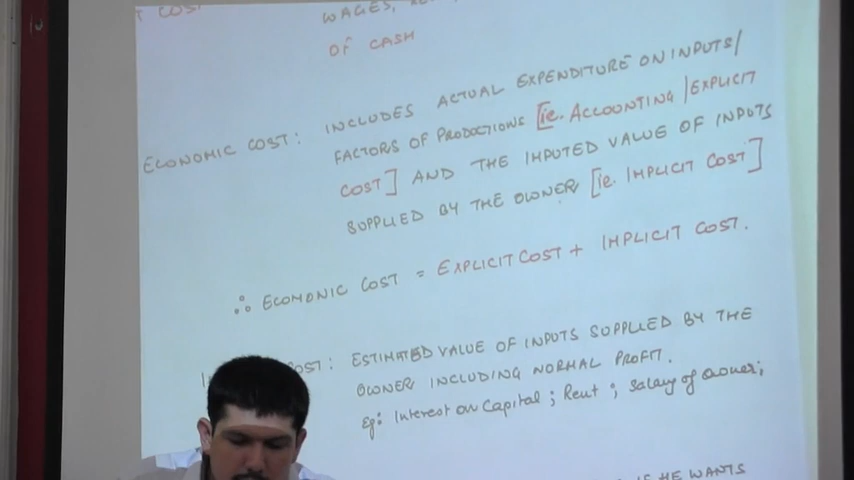 COST
WAGES,
OF CASH
ECONOMIC COST: INCLUDES ACTUAL EXPENDITURE ON INPUTS/
FACTORS OF PRODUCTIONS [ie. ACCOUNTING/EXPLICIT
COST] AND THE IMPUTED VALUE OF INPUTS
SUPPLIED BY THE OWNER [ie. IMPLICIT COST]
∴ ECONOMIC COST = EXPLICIT COST + IMPLICIT COST.
COST: ESTIMATED VALUE OF INPUTS SUPPLIED BY THE
OWNER INCLUDING NORMAL PROFIT.
Eg: Interest on Capital; Rent; Salary of owner;
IF HE WANTS